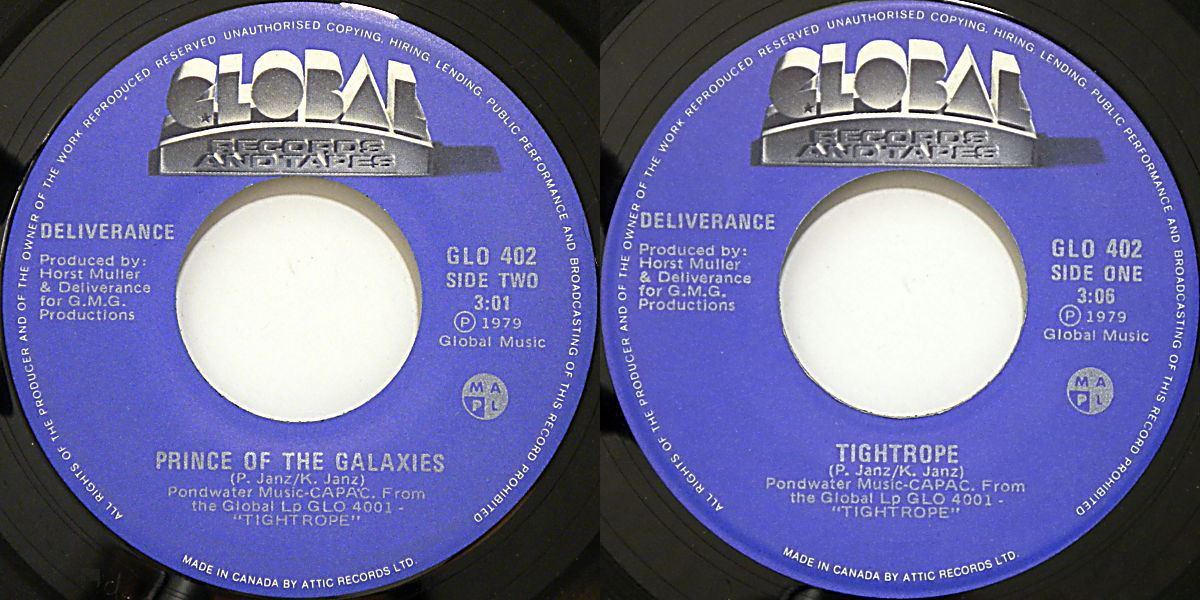 ALL RIGHTS OF THE PRODUCER AND OF THE OWNER OF THE WORK REPRODUCED RESERVED UNAUTHORISED COPYING, HIRING, LENDING, PUBLIC PERFORMANCE AND BROADCASTING OF THIS RECORD PROHIBITED
GLOBAL
RECORDS
AND TAPES
DELIVERANCE
Produced by:
Horst Muller
& Deliverance
for G.M.G.
Productions
GLO 402
SIDE TWO
3:01
Ⓟ 1979
Global Music
M A
P L
PRINCE OF THE GALAXIES
(P. Janz/K. Janz)
Pondwater Music-CAPAC. From
the Global Lp GLO 4001 -
"TIGHTROPE"
MADE IN CANADA BY ATTIC RECORDS LTD.
ALL RIGHTS OF THE PRODUCER AND OF THE OWNER OF THE WORK REPRODUCED RESERVED UNAUTHORISED COPYING, HIRING, LENDING, PUBLIC PERFORMANCE AND BROADCASTING OF THIS RECORD PROHIBITED
GLOBAL
RECORDS
AND TAPES
DELIVERANCE
Produced by:
Horst Muller
& Deliverance
for G.M.G.
Productions
GLO 402
SIDE ONE
3:06
Ⓟ 1979
Global Music
M A
P L
TIGHTROPE
(P. Janz/K. Janz)
Pondwater Music-CAPAC. From
the Global Lp GLO 4001 -
"TIGHTROPE"
MADE IN CANADA BY ATTIC RECORDS LTD.